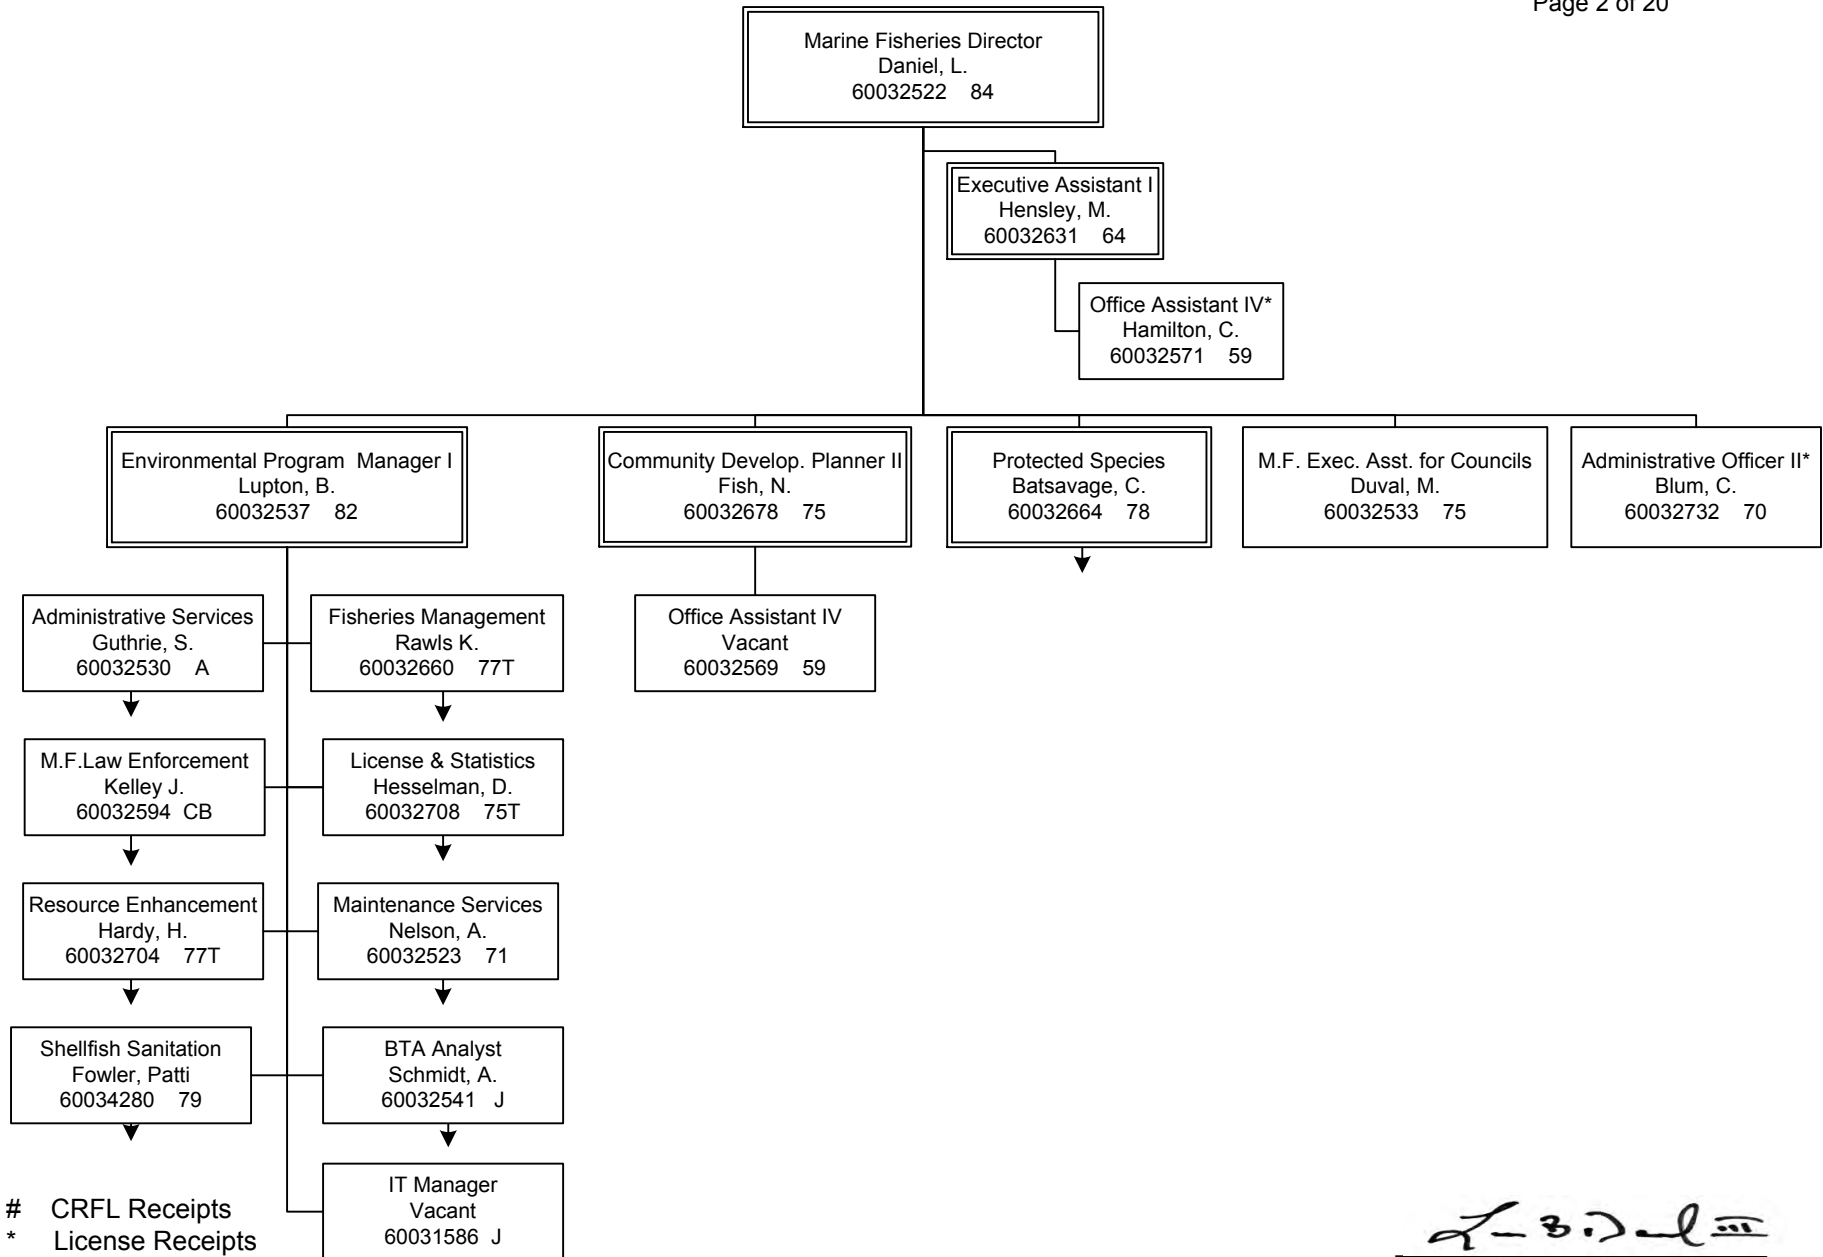 Page 2 of 20
Marine Fisheries Director
Daniel, L.
60032522 84
Executive Assistant I
Hensley, M.
60032631 64
Office Assistant IV*
Hamilton, C.
60032571 59
Environmental Program Manager I
Lupton, B.
60032537 82
Community Develop. Planner II
Fish, N.
60032678 75
Protected Species
Batsavage, C.
60032664 78
M.F. Exec. Asst. for Councils
Duval, M.
60032533 75
Administrative Officer II*
Blum, C.
60032732 70
Administrative Services
Guthrie, S.
60032530 A
Fisheries Management
Rawls K.
60032660 77T
Office Assistant IV
Vacant
60032569 59
M.F.Law Enforcement
Kelley J.
60032594 CB
License & Statistics
Hesselman, D.
60032708 75T
Resource Enhancement
Hardy, H.
60032704 77T
Maintenance Services
Nelson, A.
60032523 71
Shellfish Sanitation
Fowler, Patti
60034280 79
BTA Analyst
Schmidt, A.
60032541 J
IT Manager
Vacant
60031586 J
# CRFL Receipts
* License Receipts